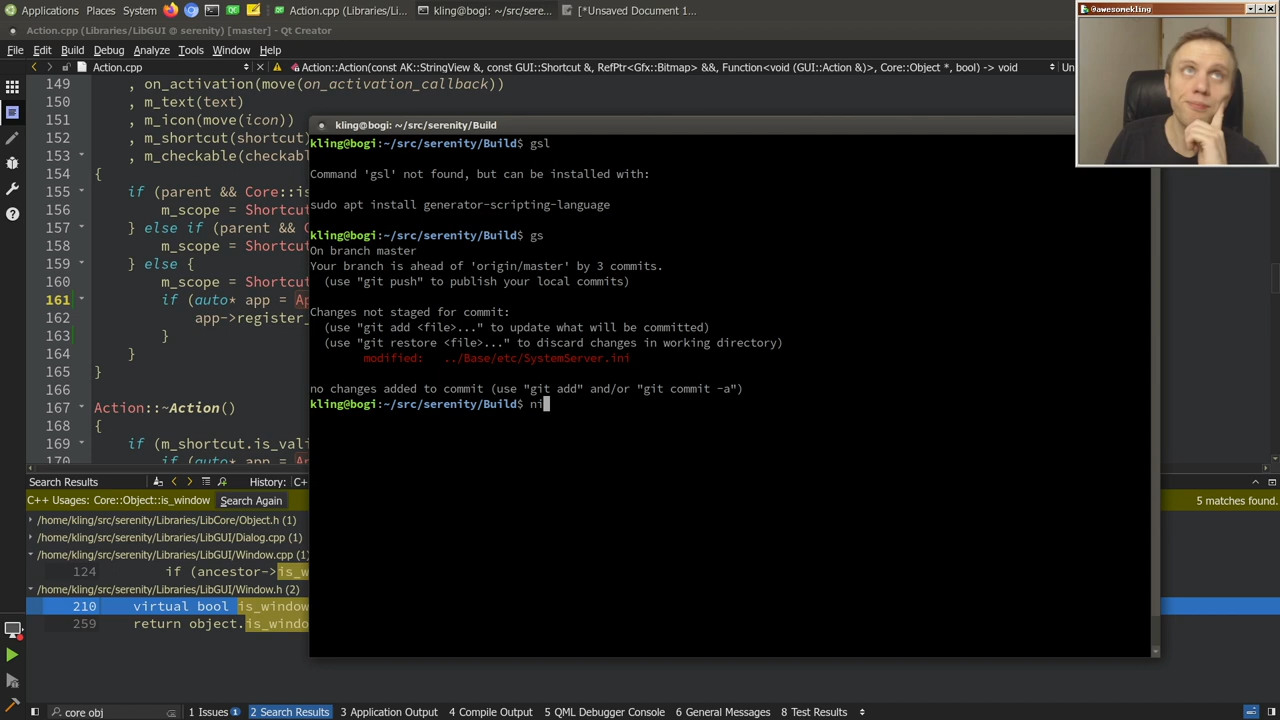 Applications Places System Action.cpp (Libraries/Li... kling@bogi: ~/src/sere... [*Unsaved Document 1...
@awesomekling
Action.cpp (Libraries/LibGUI @ serenity) [master] - Qt Creator
File Edit Build Debug Analyze Tools Window Help
Action.cpp Action::Action(const AK::StringView &, const GUI::Shortcut &, RefPtr<Gfx::Bitmap> &&, Function<void (GUI::Action &)>, Core::Object *, bool) -> void
149 , on_activation(move(on_activation_callback))
150 , m_text(text)
151 , m_icon(move(icon))
152 , m_shortcut(shortcut)
153 , m_checkable(checkab
154 {
155 if (parent && Core::is
156 m_scope = Shortcut
157 } else if (parent && C
158 m_scope = Shortcut
159 } else {
160 m_scope = Shortcut
161 if (auto* app = Ap
162 app->register_
163 }
164 }
165 }
166
167 Action::~Action()
168 {
169 if (m_shortcut.is_vali
170 if (auto* app = A
kling@bogi: ~/src/serenity/Build
kling@bogi:~/src/serenity/Build$ gsl
Command 'gsl' not found, but can be installed with:
sudo apt install generator-scripting-language
kling@bogi:~/src/serenity/Build$ gs
On branch master
Your branch is ahead of 'origin/master' by 3 commits.
(use "git push" to publish your local commits)
Changes not staged for commit:
(use "git add <file>..." to update what will be committed)
(use "git restore <file>..." to discard changes in working directory)
modified: ../Base/etc/SystemServer.ini
no changes added to commit (use "git add" and/or "git commit -a")
kling@bogi:~/src/serenity/Build$ ni
Search Results History: C+
C++ Usages: Core::Object::is_window Search Again 5 matches found.
/home/kling/src/serenity/Libraries/LibCore/Object.h (1)
/home/kling/src/serenity/Libraries/LibGUI/Dialog.cpp (1)
/home/kling/src/serenity/Libraries/LibGUI/Window.cpp (1)
124 if (ancestor->is_w
/home/kling/src/serenity/Libraries/LibGUI/Window.h (2)
210 virtual bool is_window
259 return object.is_windo
core obj 1 Issues 1 2 Search Results 3 Application Output 4 Compile Output 5 QML Debugger Console 6 General Messages 8 Test Results